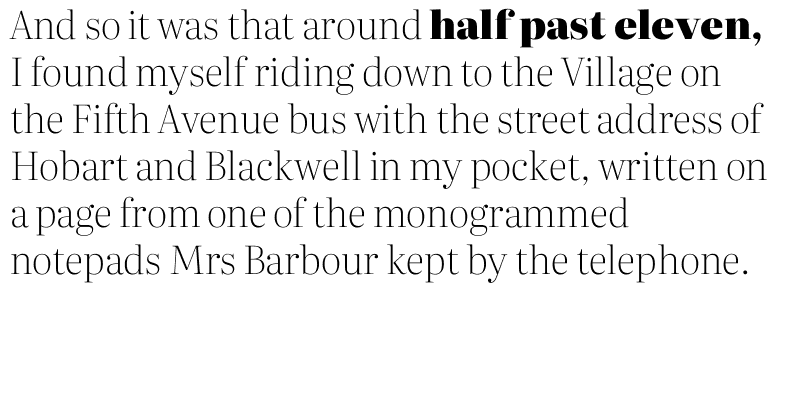 And so it was that around half past eleven,
I found myself riding down to the Village on
the Fifth Avenue bus with the street address of
Hobart and Blackwell in my pocket, written on
a page from one of the monogrammed
notepads Mrs Barbour kept by the telephone.